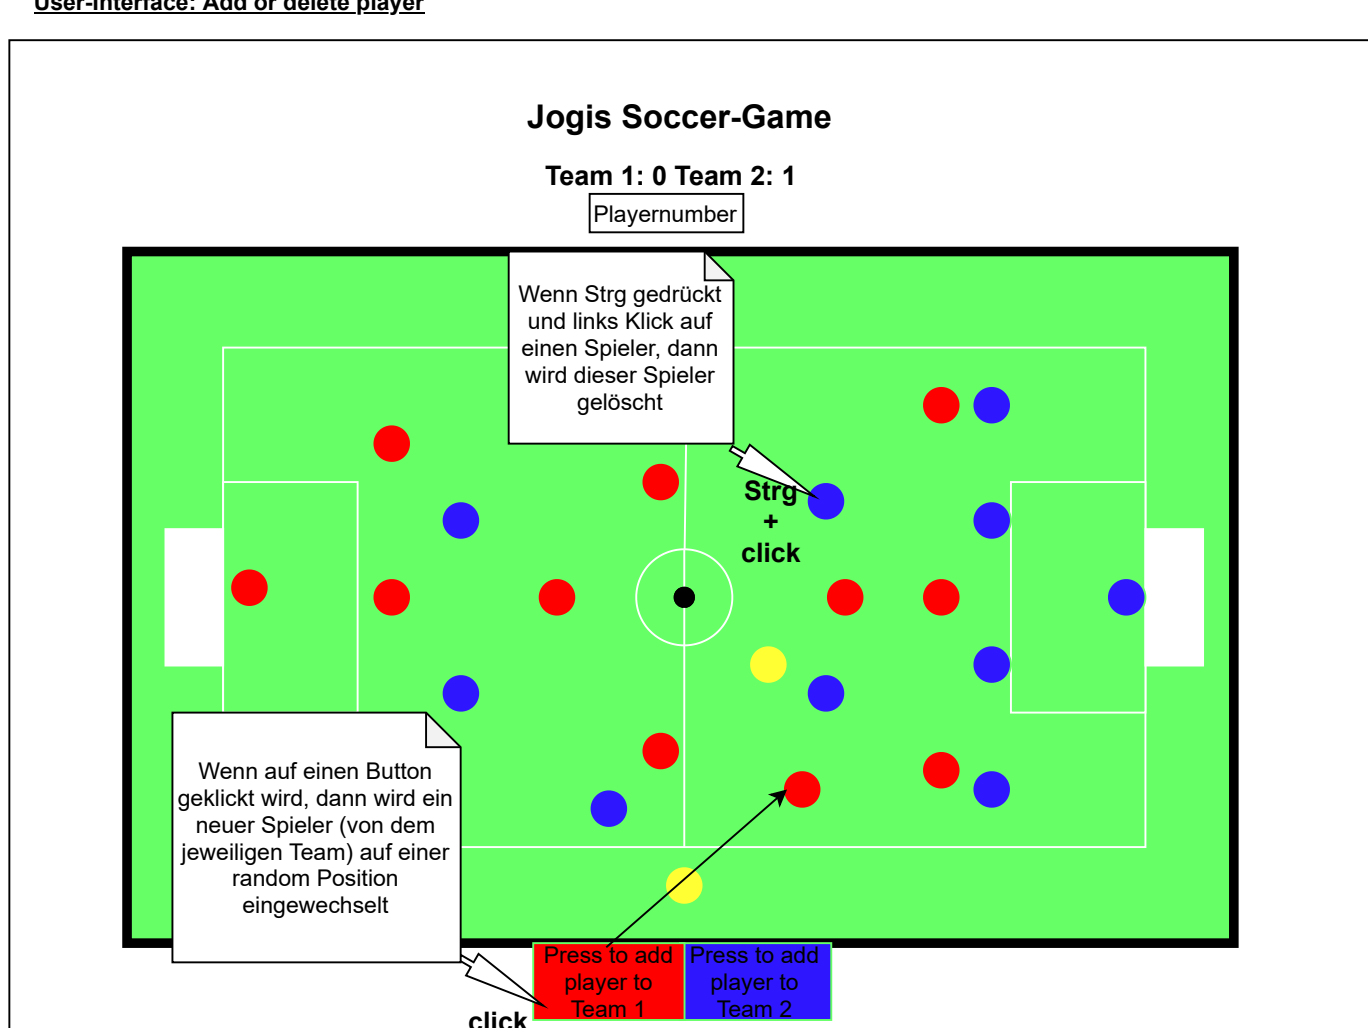 User-Interface: Add or delete player
Jogis Soccer-Game
Team 1: 0 Team 2: 1
Playernumber
Wenn Strg gedrückt
und links Klick auf
einen Spieler, dann
wird dieser Spieler
gelöscht
Strg
+
click
Wenn auf einen Button
geklickt wird, dann wird ein
neuer Spieler (von dem
jeweiligen Team) auf einer
random Position
eingewechselt
Press to add
player to
Team 1
Press to add
player to
Team 2
click